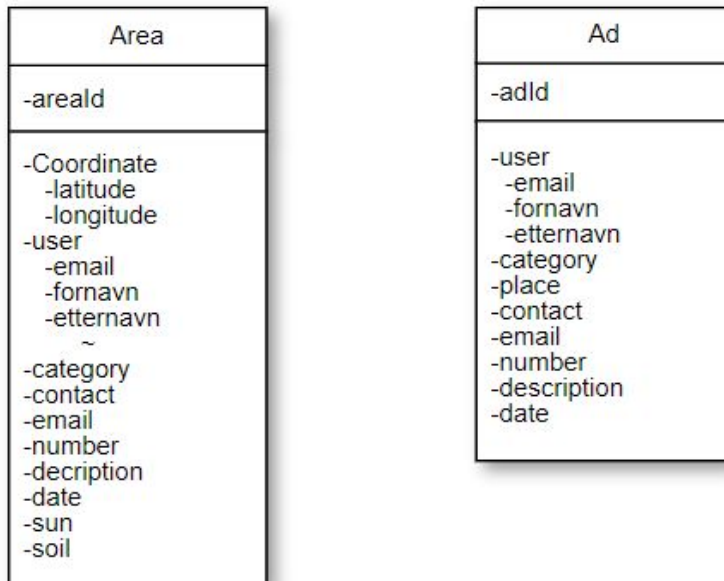 Area
-areaId
-Coordinate
-latitude
-longitude
-user
-email
-fornavn
-etternavn
~
-category
-contact
-email
-number
-decription
-date
-sun
-soil
Ad
-adId
-user
-email
-fornavn
-etternavn
-category
-place
-contact
-email
-number
-description
-date